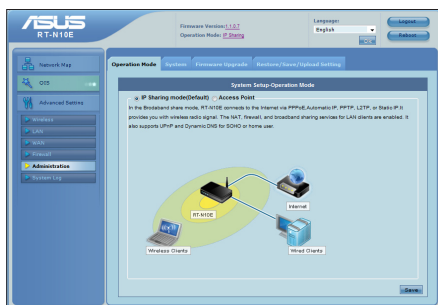 ASUS
RT-N10E
Firmware Version:1.1.0.7
Operation Mode: IP Sharing
Language:
English
Logout
Reboot
Network Map
QIS
Advanced Setting
Wireless
LAN
WAN
Firewall
Administration
System Log
Operation Mode
System
Firmware Upgrade
Restore/Save/Upload Setting
System Setup-Operation Mode
IP Sharing mode(Default) Access Point
In the Brodaband share mode, RT-N10E connects to the Internet via PPPoE,Automatic IP, PPTP, L2TP, or Static IP.It
provides you with wireless radio signal. The NAT, firewall, and broadband sharing services for LAN clients are enabled. It
also supports UPnP and Dynamic DNS for SOHO or home user.
Internet
RT-N10E
Wireless Clients
Wired Clients
Save